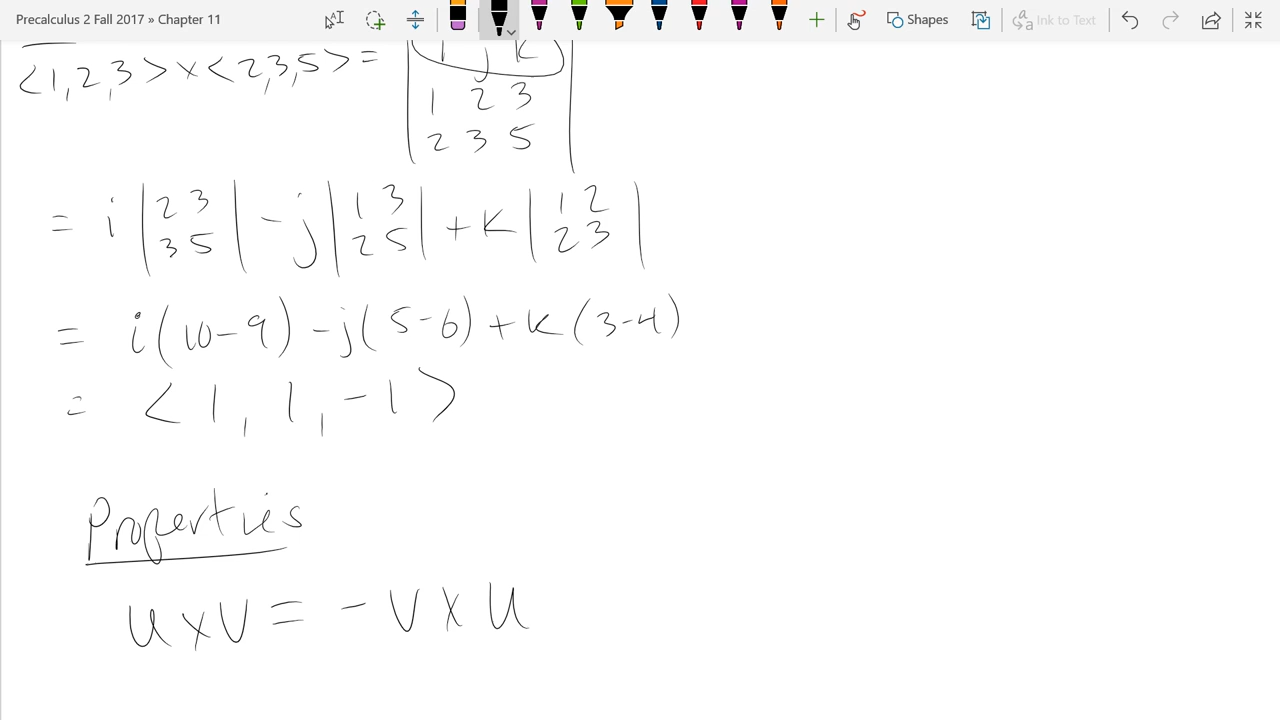 Precalculus 2 Fall 2017 » Chapter 11
Shapes
Ink to Text
<1,2,3>×<2,3,5>= | i j k |
| 1 2 3 |
| 2 3 5 |
= i |2 3| - j |1 3| + k |1 2|
|3 5| |2 5| |2 3|
= i(10-9) - j(5-6) + k(3-4)
= <1, 1, -1>
Properties
u×v = -v×u